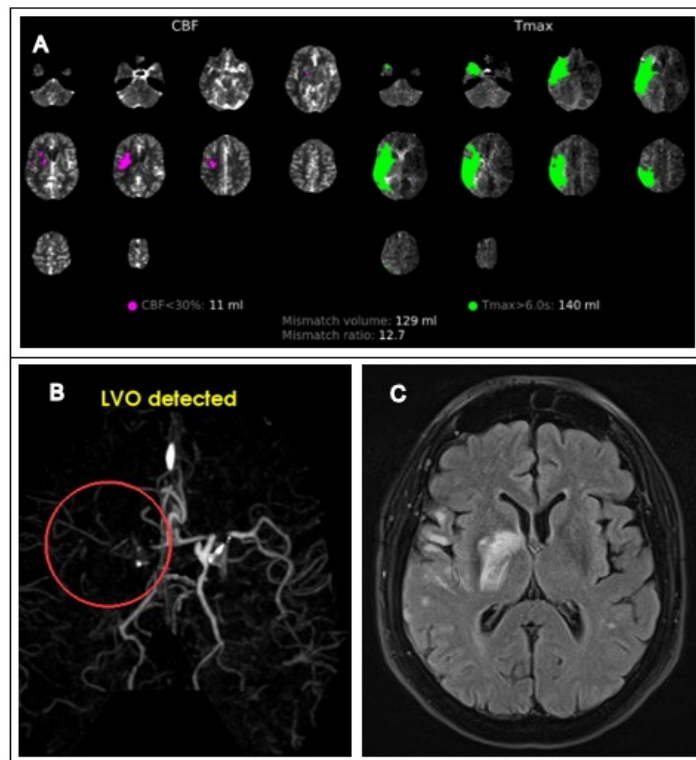 A
CBF
Tmax
CBF<30%: 11 ml
Tmax>6.0s: 140 ml
Mismatch volume: 129 ml
Mismatch ratio: 12.7
B
LVO detected
C